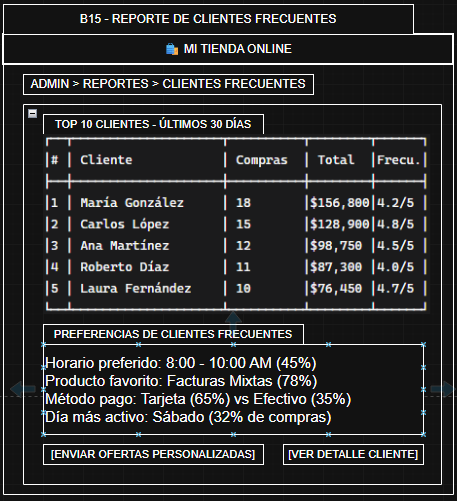 B15 - REPORTE DE CLIENTES FRECUENTES
🛍️ MI TIENDA ONLINE
ADMIN > REPORTES > CLIENTES FRECUENTES
TOP 10 CLIENTES - ÚLTIMOS 30 DÍAS
# | Cliente | Compras | Total | Frecu.
1 | María González | 18 | $156,800 | 4.2/5
2 | Carlos López | 15 | $128,900 | 4.8/5
3 | Ana Martínez | 12 | $98,750 | 4.5/5
4 | Roberto Díaz | 11 | $87,300 | 4.0/5
5 | Laura Fernández | 10 | $76,450 | 4.7/5
PREFERENCIAS DE CLIENTES FRECUENTES
Horario preferido: 8:00 - 10:00 AM (45%)
Producto favorito: Facturas Mixtas (78%)
Método pago: Tarjeta (65%) vs Efectivo (35%)
Día más activo: Sábado (32% de compras)
[ENVIAR OFERTAS PERSONALIZADAS] [VER DETALLE CLIENTE]